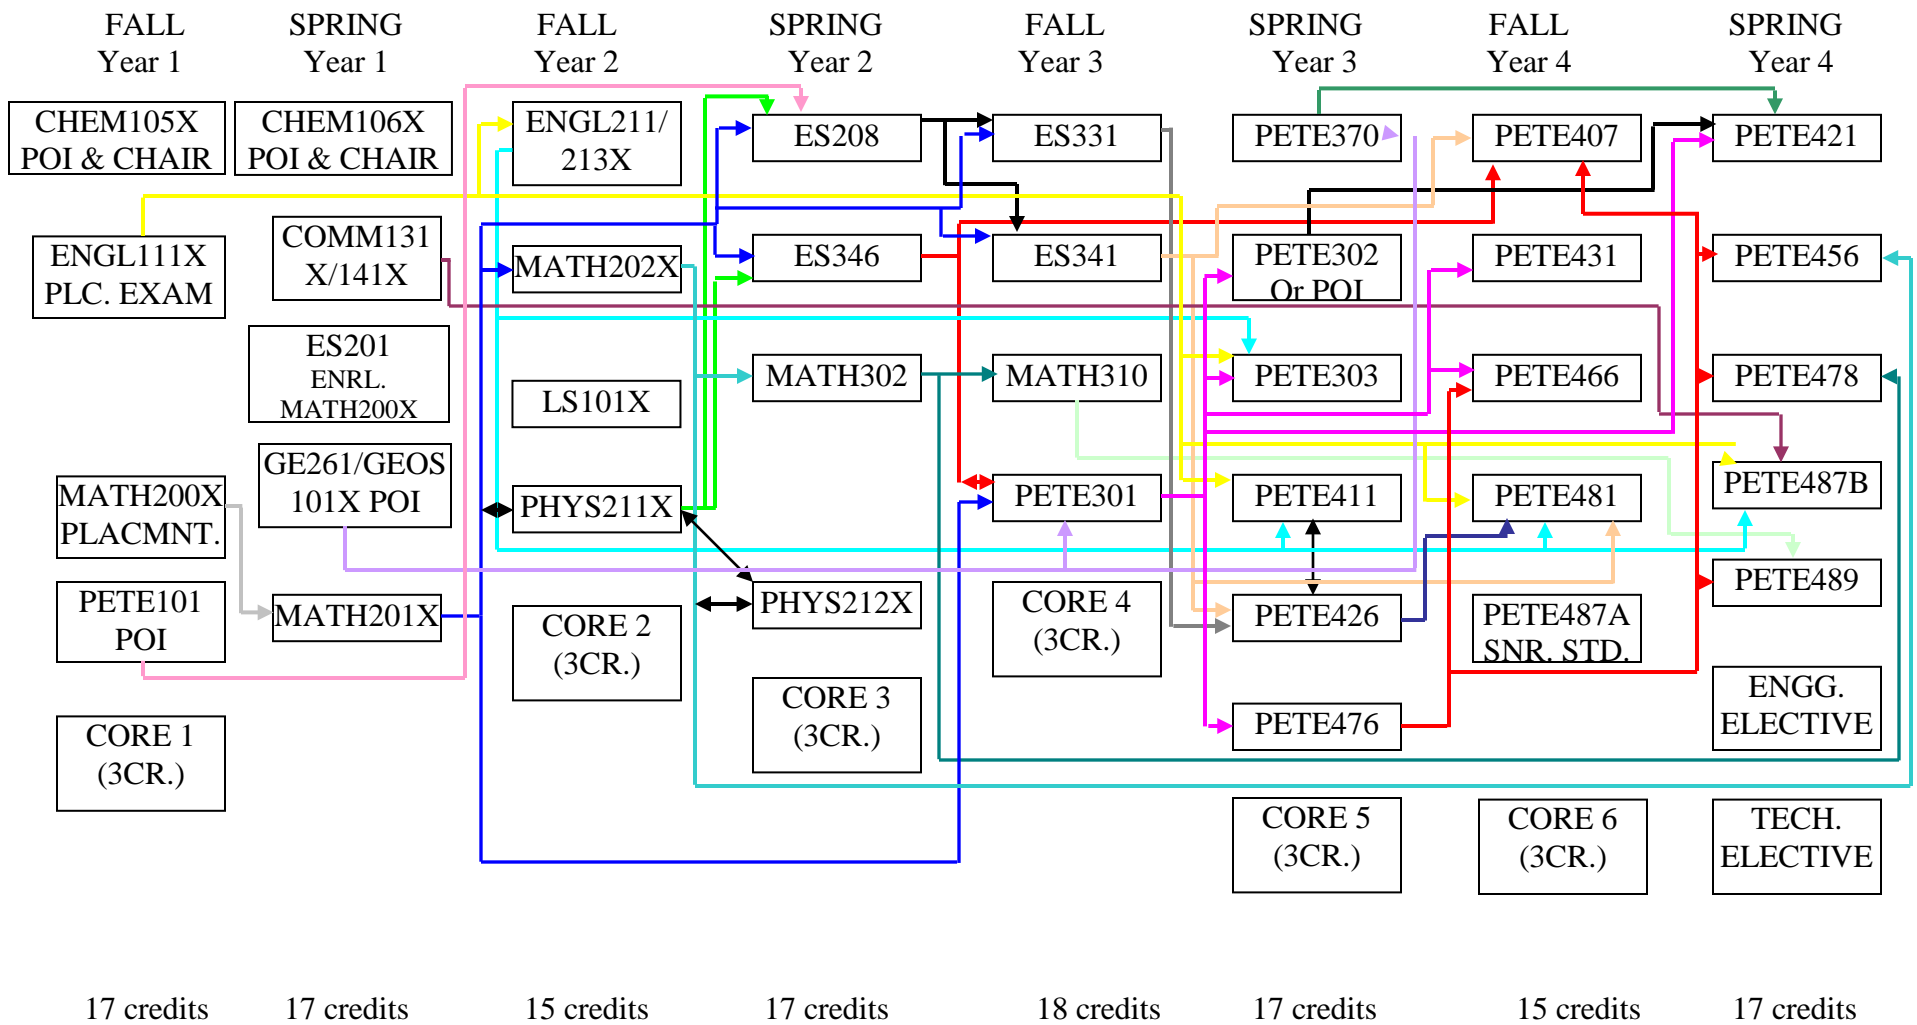 FALL
Year 1
SPRING
Year 1
FALL
Year 2
SPRING
Year 2
FALL
Year 3
SPRING
Year 3
FALL
Year 4
SPRING
Year 4
CHEM105X
POI & CHAIR
ENGL111X
PLC. EXAM
MATH200X
PLACMNT.
PETE101
POI
CORE 1
(3CR.)
CHEM106X
POI & CHAIR
COMM131
X/141X
ES201
ENRL.
MATH200X
GE261/GEOS
101X POI
MATH201X
ENGL211/
213X
MATH202X
LS101X
PHYS211X
CORE 2
(3CR.)
ES208
ES346
MATH302
PHYS212X
CORE 3
(3CR.)
ES331
ES341
MATH310
PETE301
CORE 4
(3CR.)
PETE370
PETE302
Or POI
PETE303
PETE411
PETE426
PETE476
CORE 5
(3CR.)
PETE407
PETE431
PETE466
PETE481
PETE487A
SNR. STD.
CORE 6
(3CR.)
PETE421
PETE456
PETE478
PETE487B
PETE489
ENGG.
ELECTIVE
TECH.
ELECTIVE
17 credits
17 credits
15 credits
17 credits
18 credits
17 credits
15 credits
17 credits